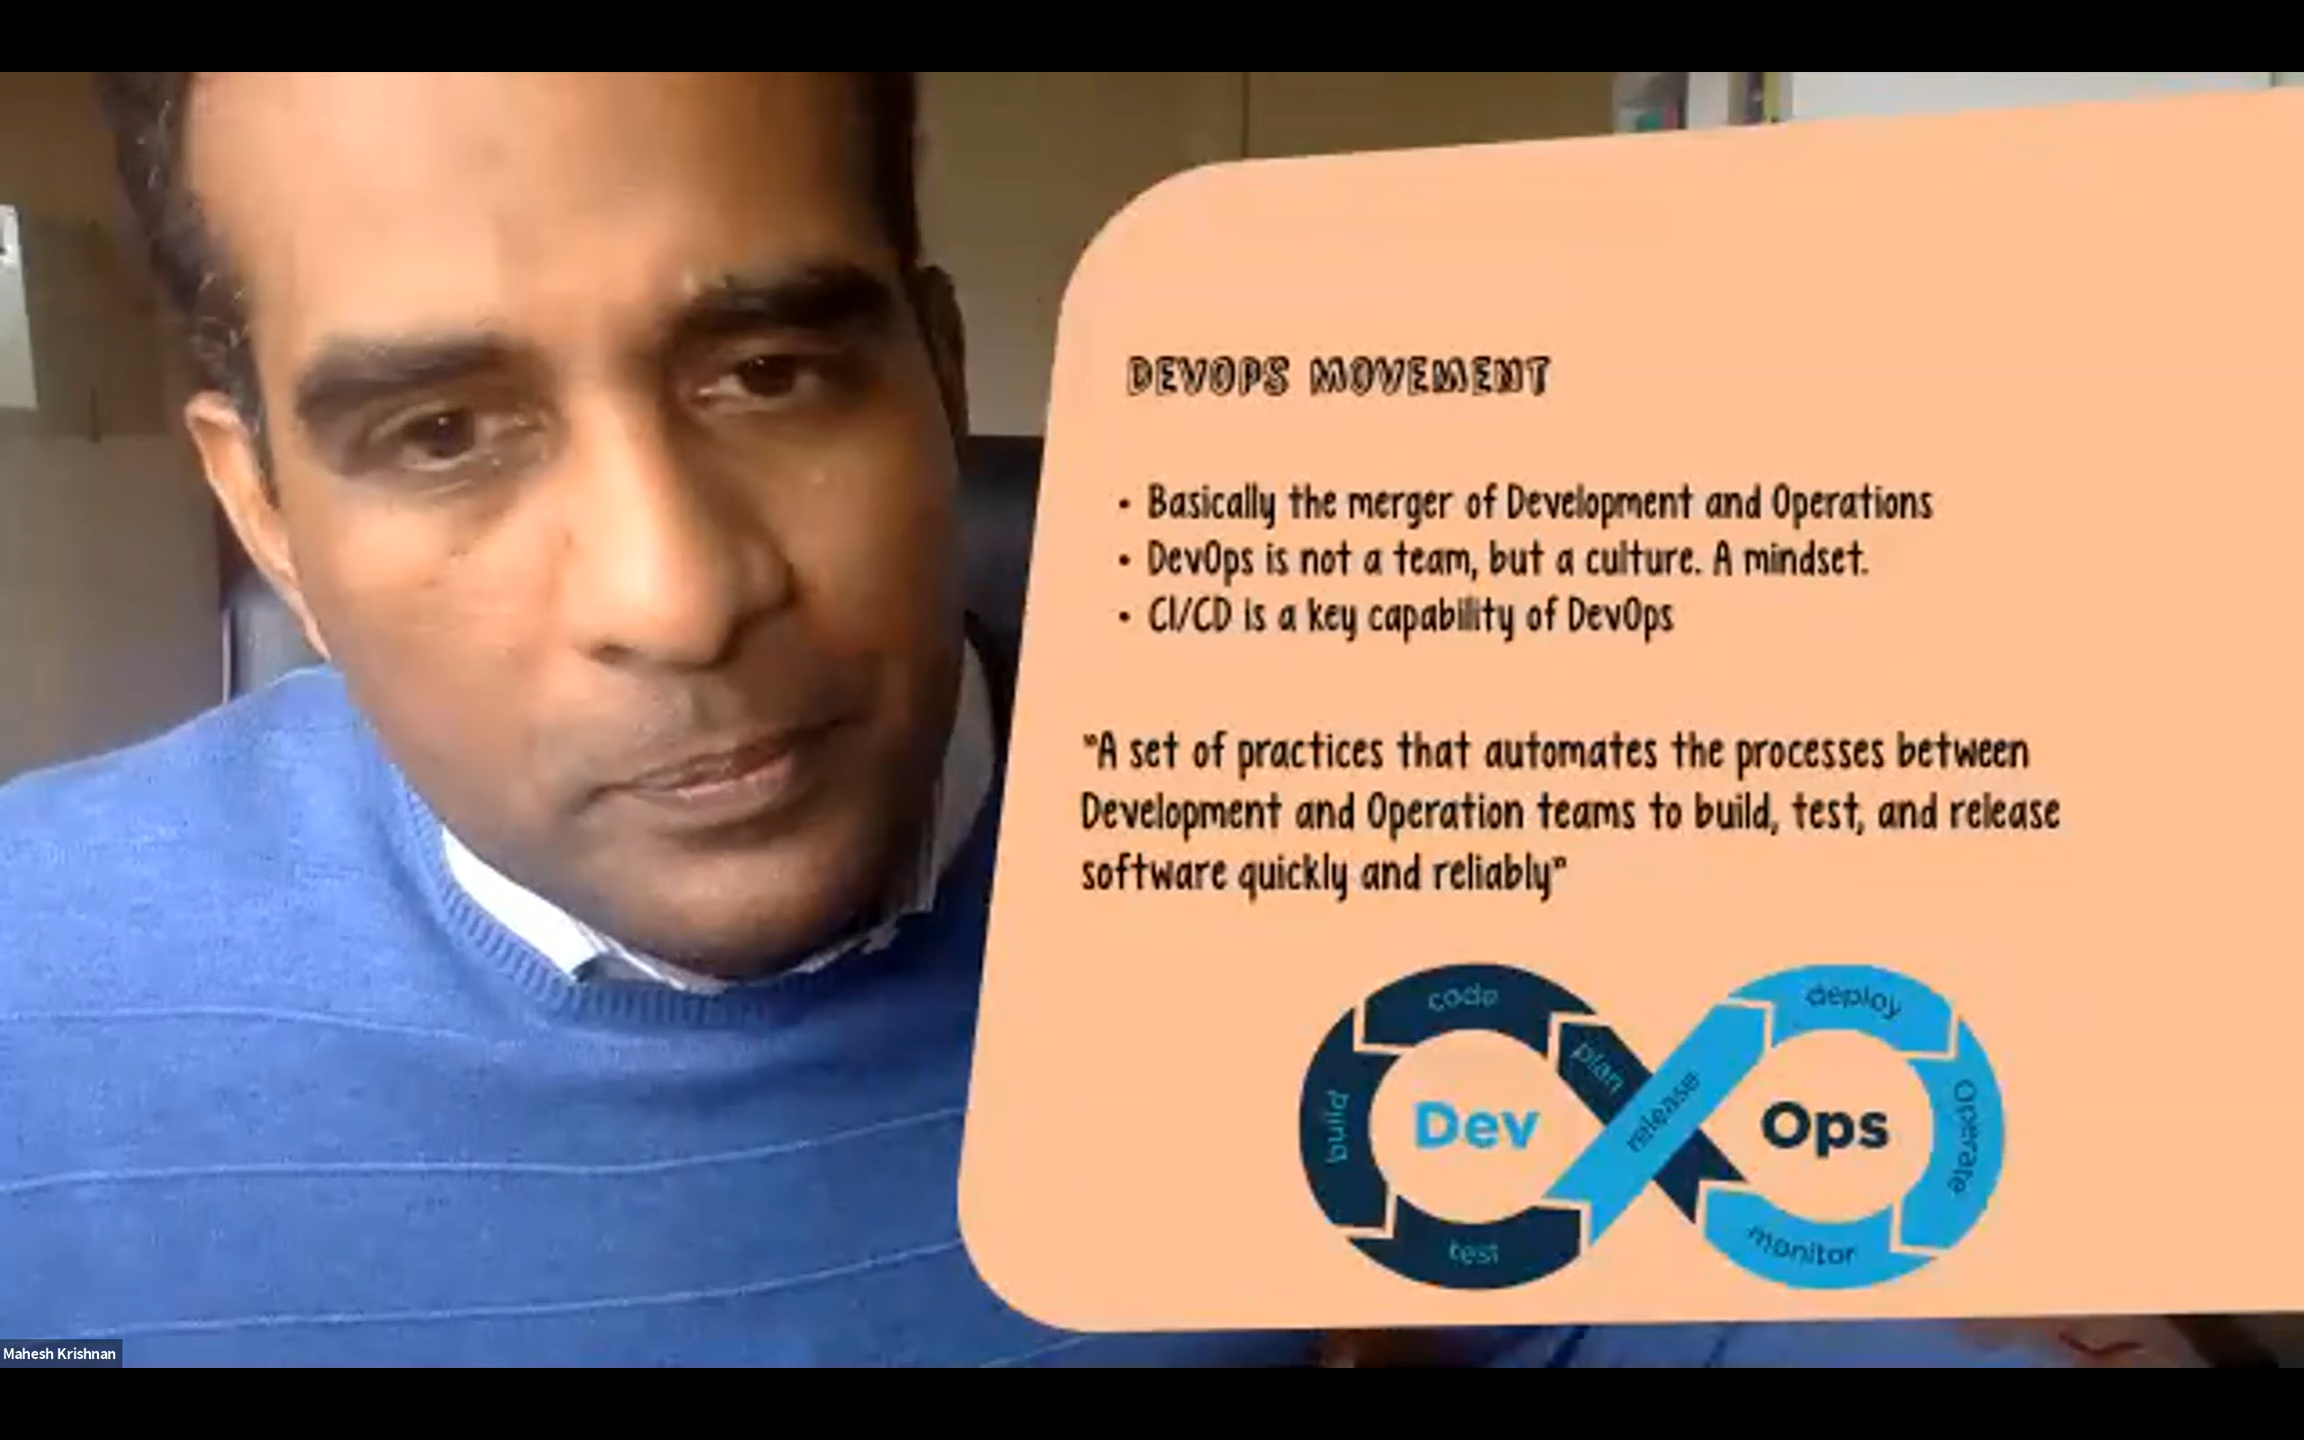 DEVOPS MOVEMENT
• Basically the merger of Development and Operations
• DevOps is not a team, but a culture. A mindset.
• CI/CD is a key capability of DevOps
"A set of practices that automates the processes between
Development and Operation teams to build, test, and release
software quickly and reliably"
code
plan
build
Dev
test
release
deploy
Ops
Operate
monitor
Mahesh Krishnan